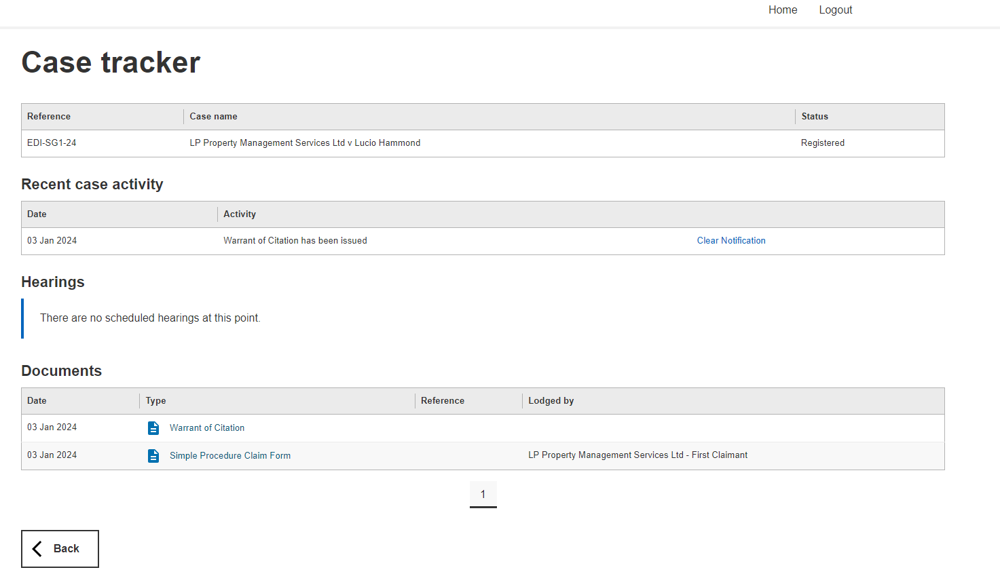 Home Logout
Case tracker
Reference Case name Status
EDI-SG1-24 LP Property Management Services Ltd v Lucio Hammond Registered
Recent case activity
Date Activity
03 Jan 2024 Warrant of Citation has been issued Clear Notification
Hearings
There are no scheduled hearings at this point.
Documents
Date Type Reference Lodged by
03 Jan 2024 Warrant of Citation
03 Jan 2024 Simple Procedure Claim Form LP Property Management Services Ltd - First Claimant
1
Back